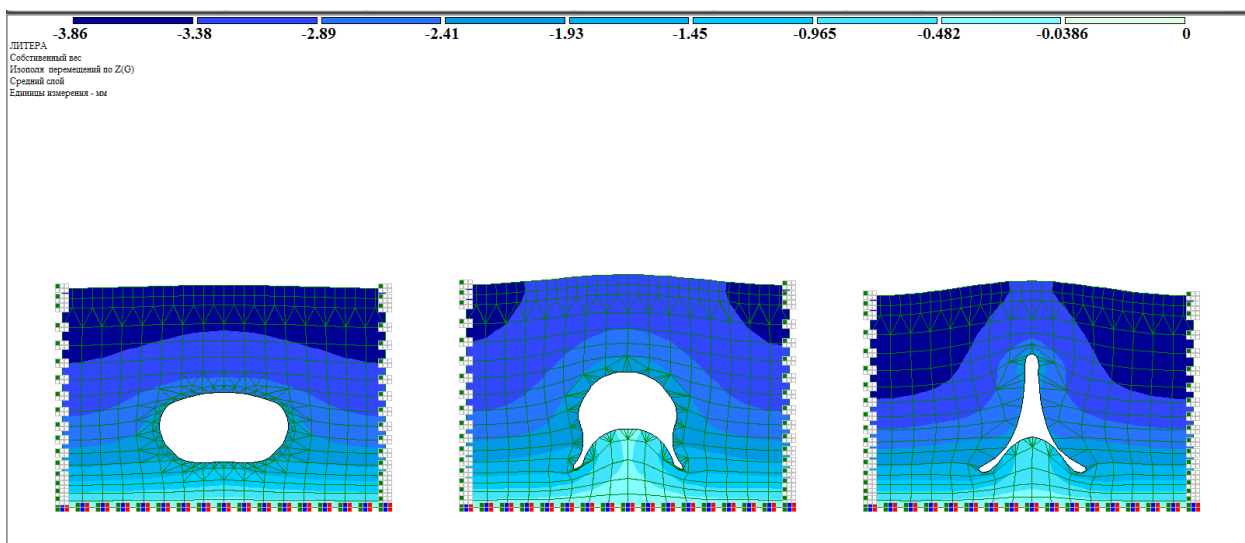 -3.86 -3.38 -2.89 -2.41 -1.93 -1.45 -0.965 -0.482 -0.0386 0
ЛИТЕРА
Собственный вес
Изополя перемещений по Z(G)
Средний слой
Единицы измерения - мм